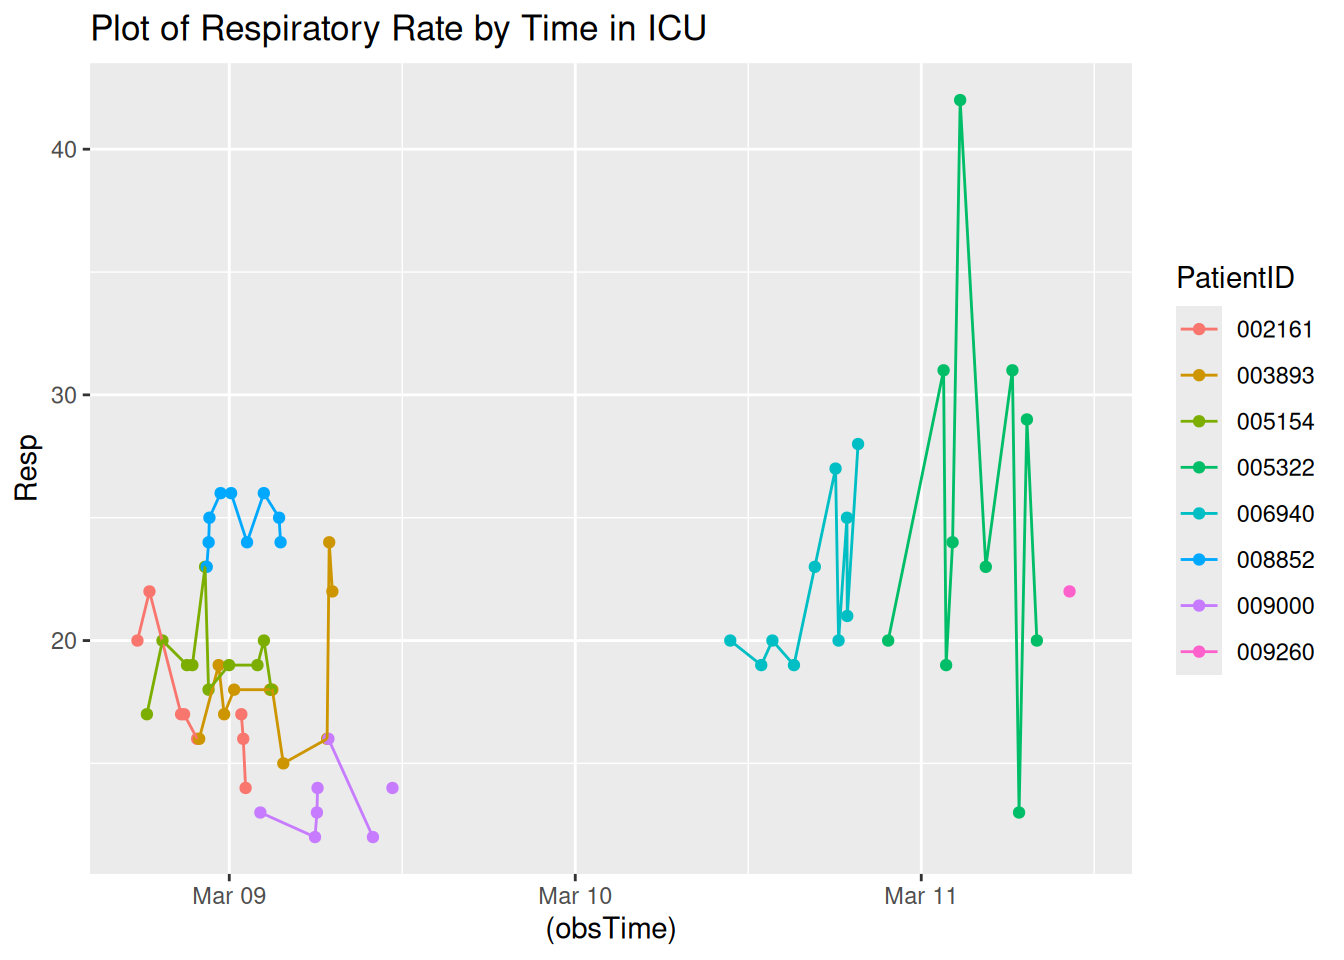 Plot of Respiratory Rate by Time in ICU
Resp
40
30
20
Mar 09
Mar 10
Mar 11
(obsTime)
PatientID
002161
003893
005154
005322
006940
008852
009000
009260